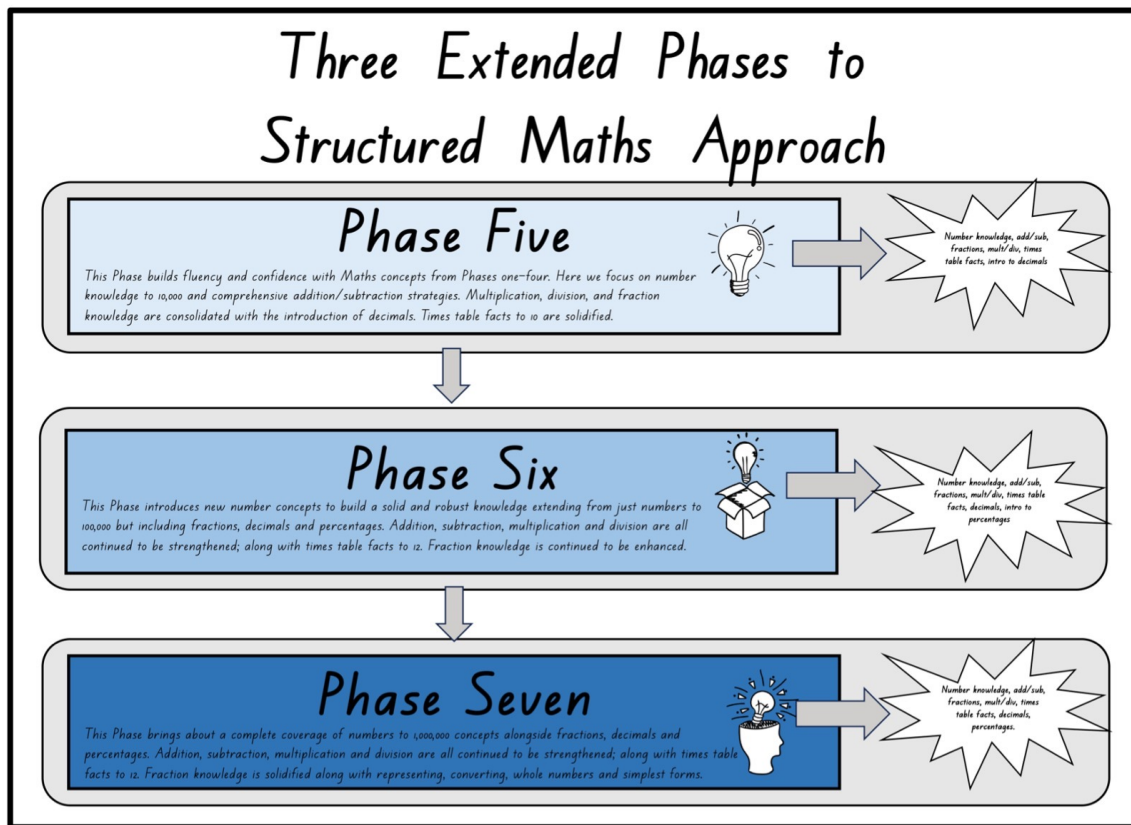 Three Extended Phases to
Structured Maths Approach
Phase Five
This Phase builds fluency and confidence with Maths concepts from Phases one-four. Here we focus on number
knowledge to 10,000 and comprehensive addition/subtraction strategies. Multiplication, division, and fraction
knowledge are consolidated with the introduction of decimals. Times table facts to 10 are solidified.
Number knowledge, add/sub,
fractions, mult/div, times
table facts, intro to decimals
Phase Six
This Phase introduces new number concepts to build a solid and robust knowledge extending from just numbers to
100,000 but including fractions, decimals and percentages. Addition, subtraction, multiplication and division are all
continued to be strengthened; along with times table facts to 12. Fraction knowledge is continued to be enhanced.
Number knowledge, add/sub,
fractions, mult/div, times table
facts, decimals, intro to
percentages
Phase Seven
This Phase brings about a complete coverage of numbers to 1,000,000 concepts alongside fractions, decimals and
percentages. Addition, subtraction, multiplication and division are all continued to be strengthened; along with times table
facts to 12. Fraction knowledge is solidified along with representing, converting, whole numbers and simplest forms.
Number knowledge, add/sub,
fractions, mult/div, times
table facts, decimals,
percentages.